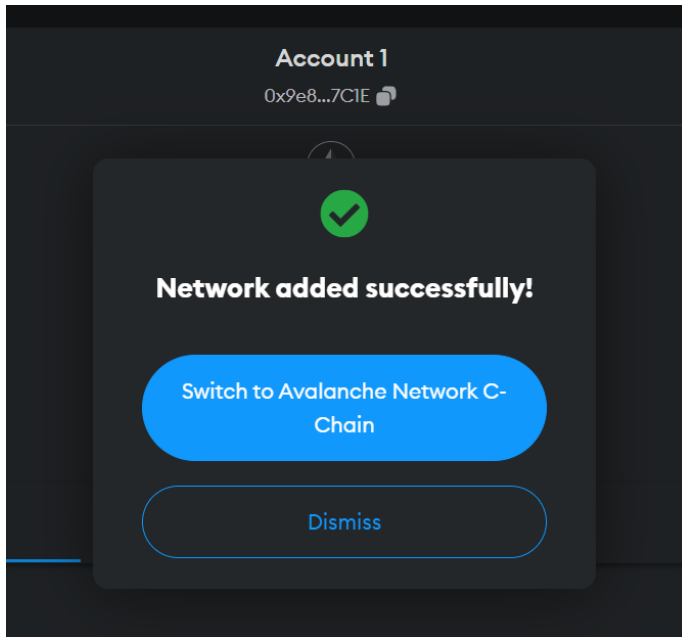 Account 1
0x9e8...7C1E
Network added successfully!
Switch to Avalanche Network C-
Chain
Dismiss